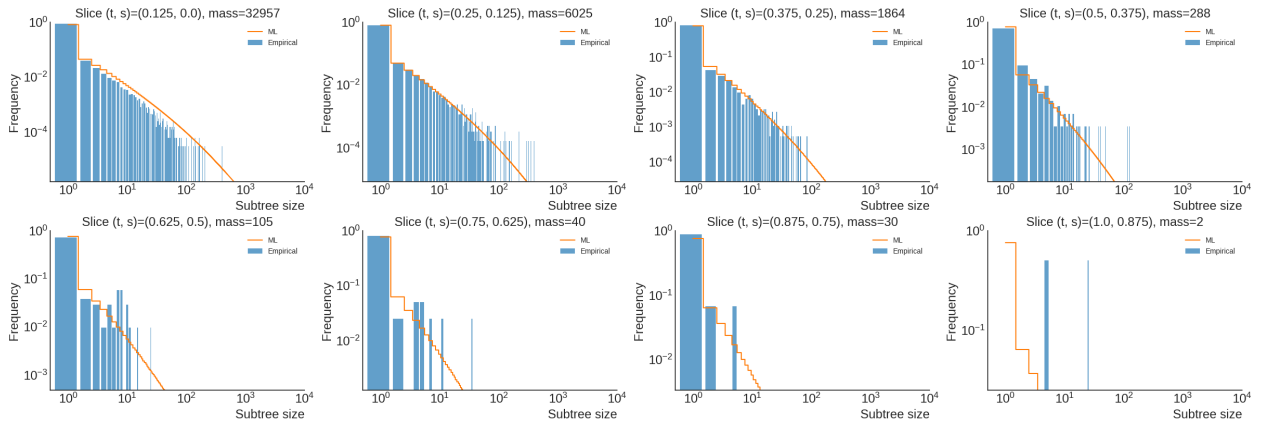 Slice (t, s)=(0.125, 0.0), mass=32957
Frequency
10^0
10^-2
10^-4
ML
Empirical
10^0 10^1 10^2 10^3 10^4
Subtree size
Slice (t, s)=(0.25, 0.125), mass=6025
Frequency
10^0
10^-2
10^-4
ML
Empirical
10^0 10^1 10^2 10^3 10^4
Subtree size
Slice (t, s)=(0.375, 0.25), mass=1864
Frequency
10^0
10^-1
10^-2
10^-3
10^-4
ML
Empirical
10^0 10^1 10^2 10^3 10^4
Subtree size
Slice (t, s)=(0.5, 0.375), mass=288
Frequency
10^0
10^-1
10^-2
10^-3
ML
Empirical
10^0 10^1 10^2 10^3 10^4
Subtree size
Slice (t, s)=(0.625, 0.5), mass=105
Frequency
10^0
10^-1
10^-2
10^-3
ML
Empirical
10^0 10^1 10^2 10^3 10^4
Subtree size
Slice (t, s)=(0.75, 0.625), mass=40
Frequency
10^0
10^-1
10^-2
ML
Empirical
10^0 10^1 10^2 10^3 10^4
Subtree size
Slice (t, s)=(0.875, 0.75), mass=30
Frequency
10^0
10^-1
10^-2
ML
Empirical
10^0 10^1 10^2 10^3 10^4
Subtree size
Slice (t, s)=(1.0, 0.875), mass=2
Frequency
10^0
10^-1
ML
Empirical
10^0 10^1 10^2 10^3 10^4
Subtree size